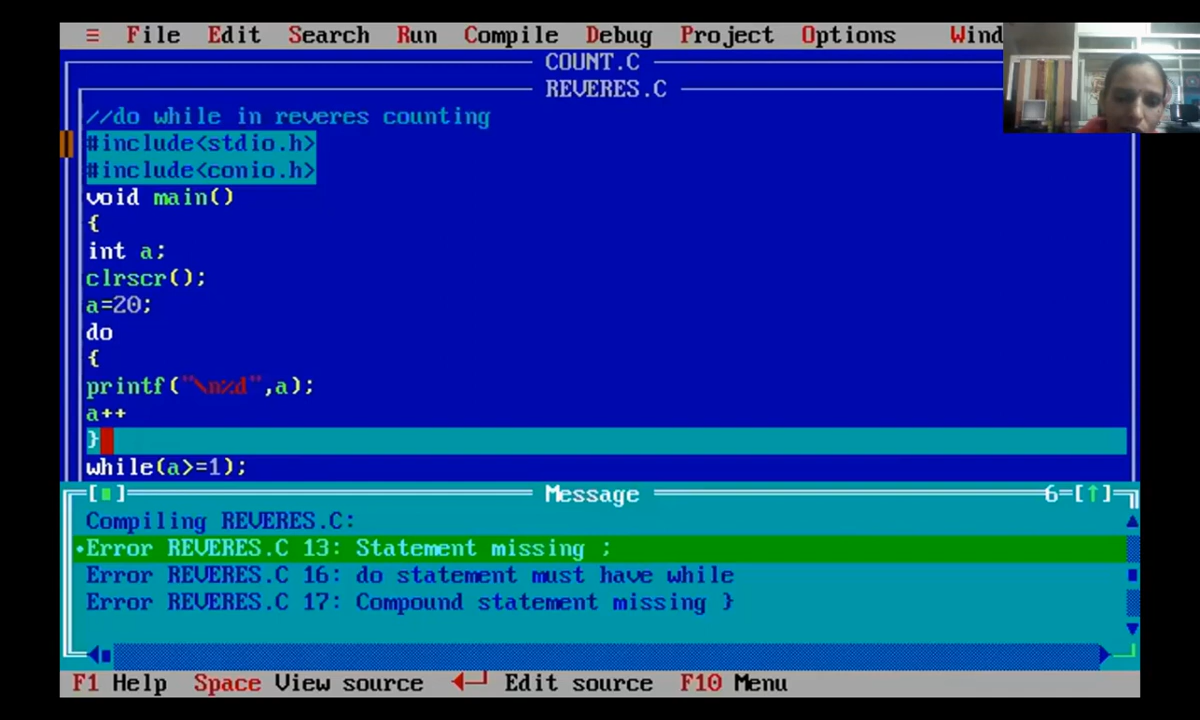 ≡ File Edit Search Run Compile Debug Project Options Wind
COUNT.C
REVERES.C
//do while in reveres counting
#include<stdio.h>
#include<conio.h>
void main()
{
int a;
clrscr();
a=20;
do
{
printf("\n%d",a);
a++
}
while(a>=1);
[■] Message 6=[↑]
Compiling REVERES.C:
•Error REVERES.C 13: Statement missing ;
Error REVERES.C 16: do statement must have while
Error REVERES.C 17: Compound statement missing }
F1 Help Space View source ◄┘ Edit source F10 Menu